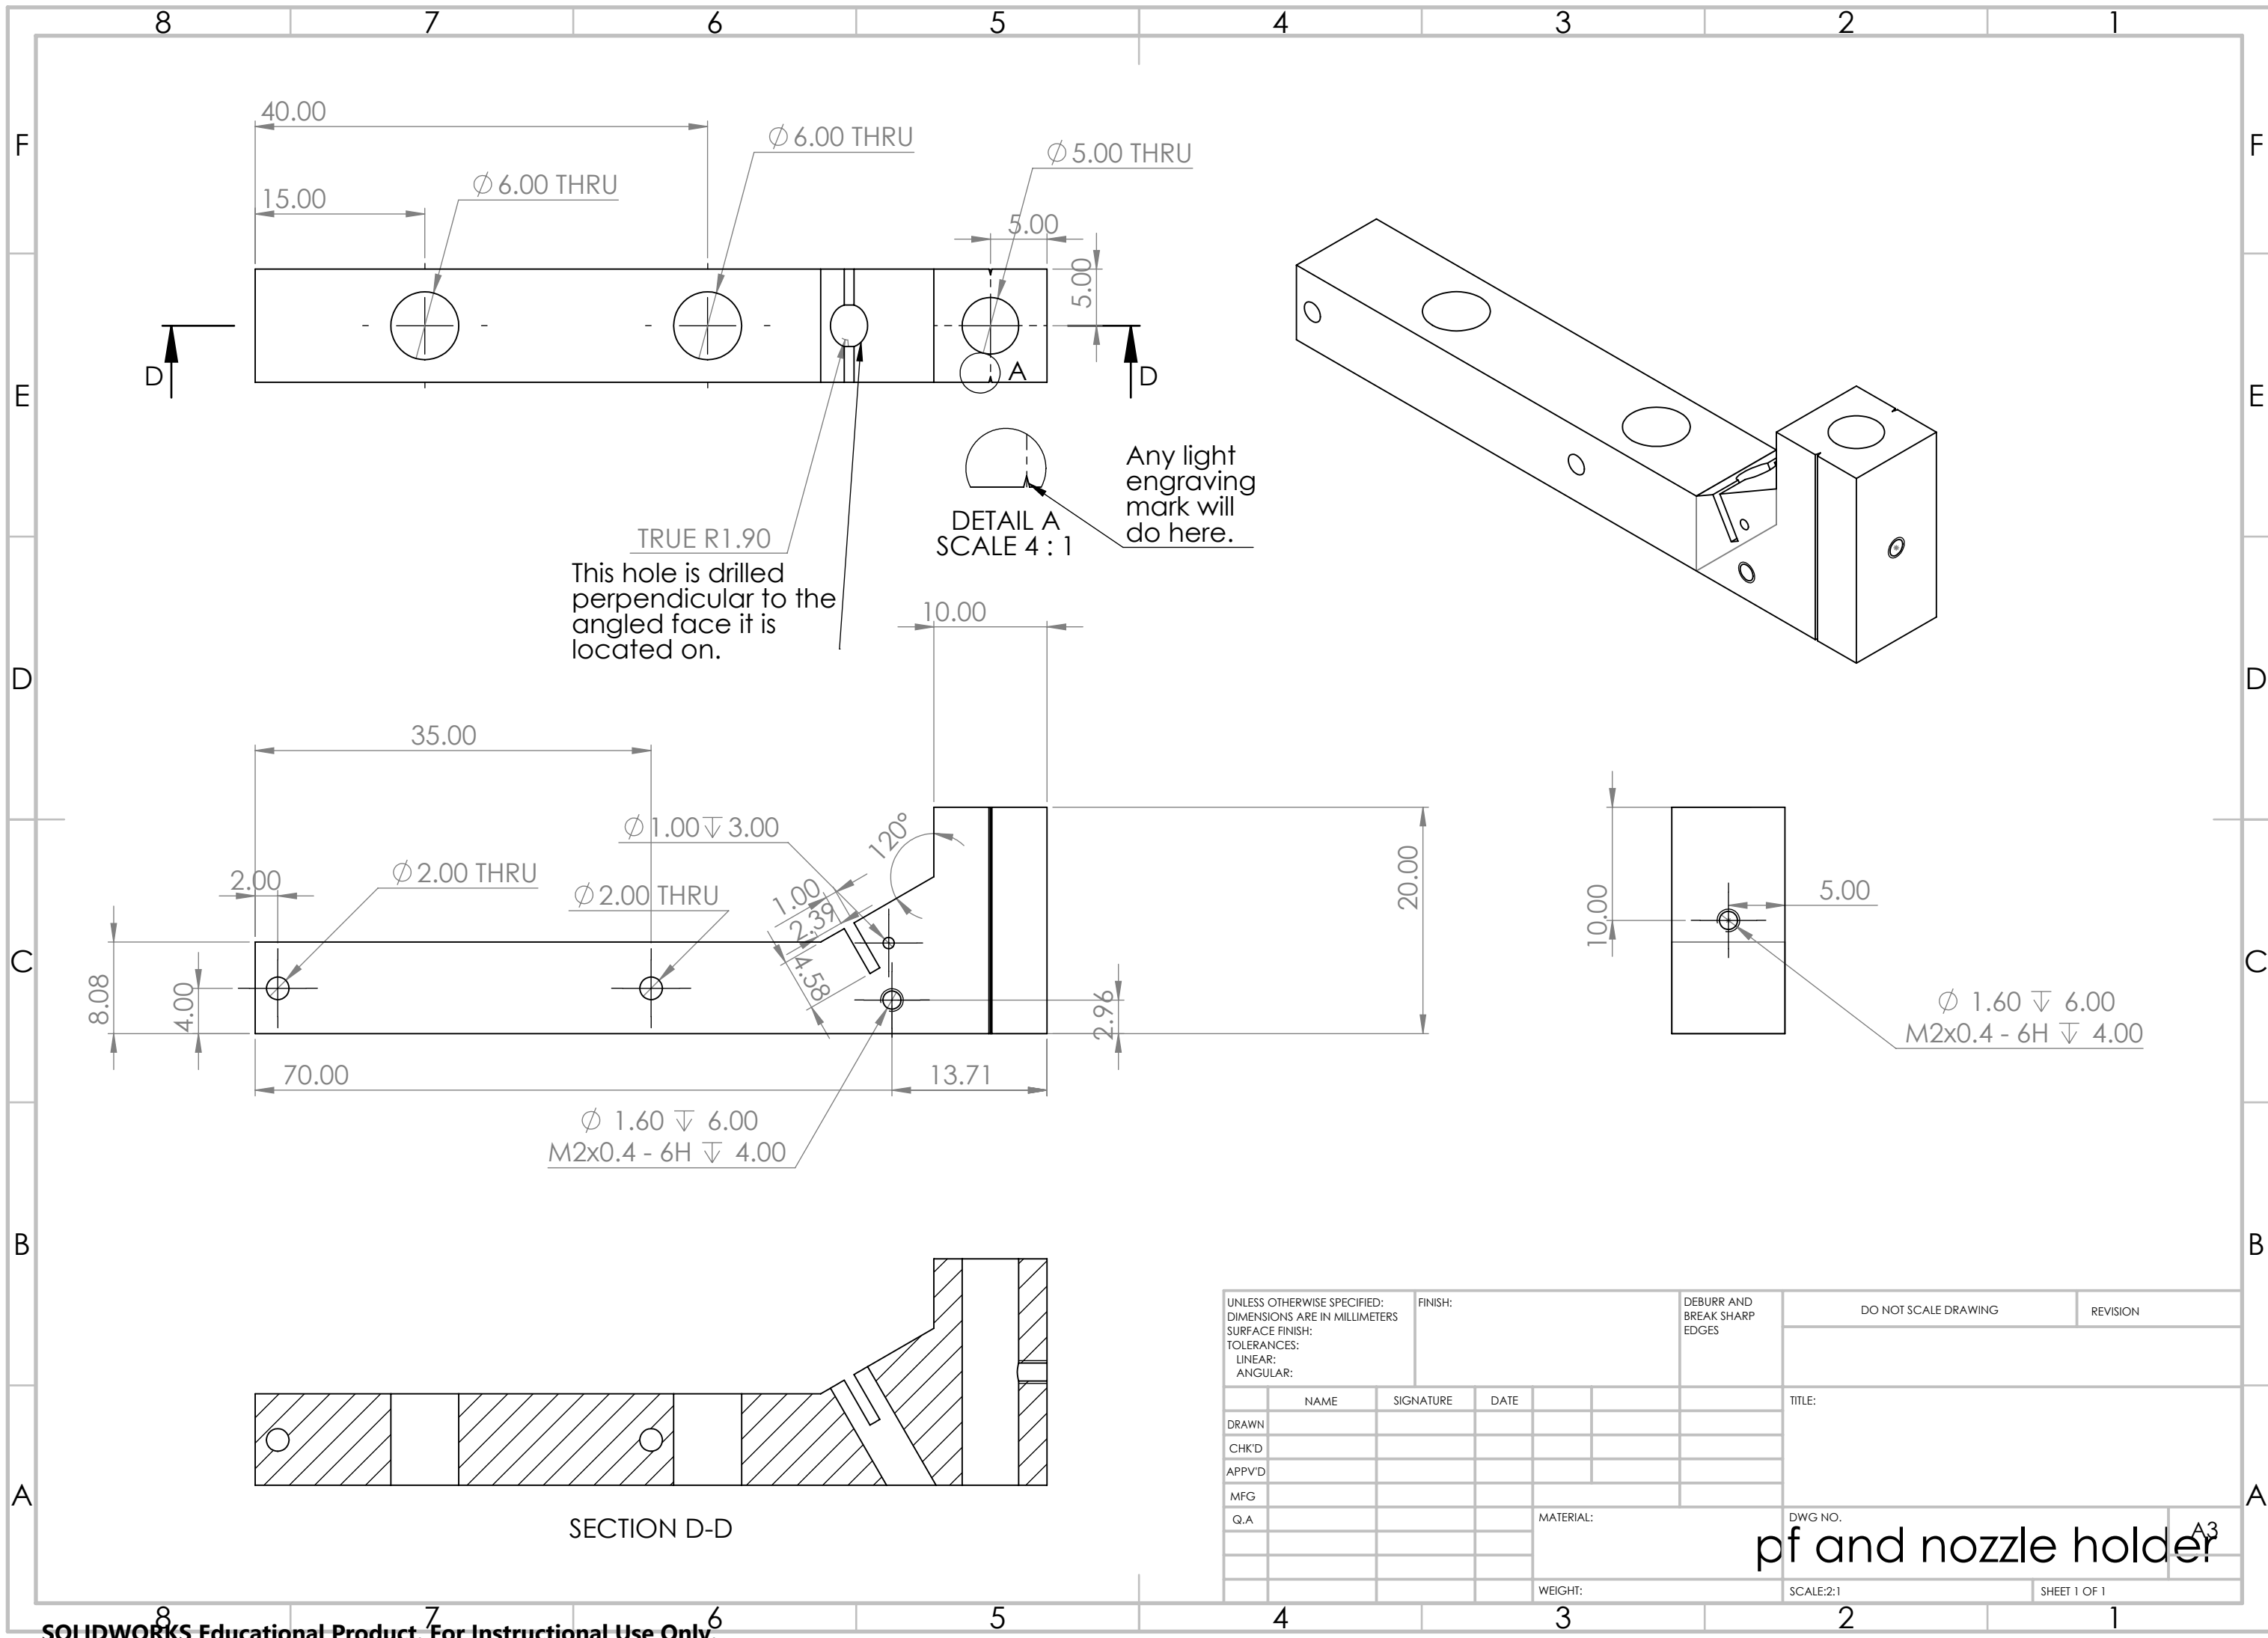 8 7 6 5 4 3 2 1
F F
E E
D D
C C
B B
A A
40.00
⌀6.00 THRU
⌀5.00 THRU
⌀6.00 THRU
15.00
5.00
5.00
D D
A
DETAIL A
SCALE 4 : 1
Any light
engraving
mark will
do here.
TRUE R1.90
This hole is drilled
perpendicular to the
angled face it is
located on.
10.00
35.00
⌀1.00↧3.00
120°
⌀2.00 THRU
2.00
⌀2.00 THRU
1.00
2.39
4.58
8.08
4.00
2.96
20.00
70.00
13.71
⌀ 1.60 ↧ 6.00
M2x0.4 - 6H ↧ 4.00
10.00
5.00
⌀ 1.60 ↧ 6.00
M2x0.4 - 6H ↧ 4.00
SECTION D-D
UNLESS OTHERWISE SPECIFIED:
DIMENSIONS ARE IN MILLIMETERS
SURFACE FINISH:
TOLERANCES:
LINEAR:
ANGULAR:
FINISH:
DEBURR AND
BREAK SHARP
EDGES
DO NOT SCALE DRAWING
REVISION
NAME SIGNATURE DATE
TITLE:
DRAWN
CHK'D
APPV'D
MFG
Q.A
MATERIAL:
DWG NO.
pf and nozzle holder
A3
WEIGHT:
SCALE:2:1
SHEET 1 OF 1
8 7 6 5 4 3 2 1
SOLIDWORKS Educational Product. For Instructional Use Only.